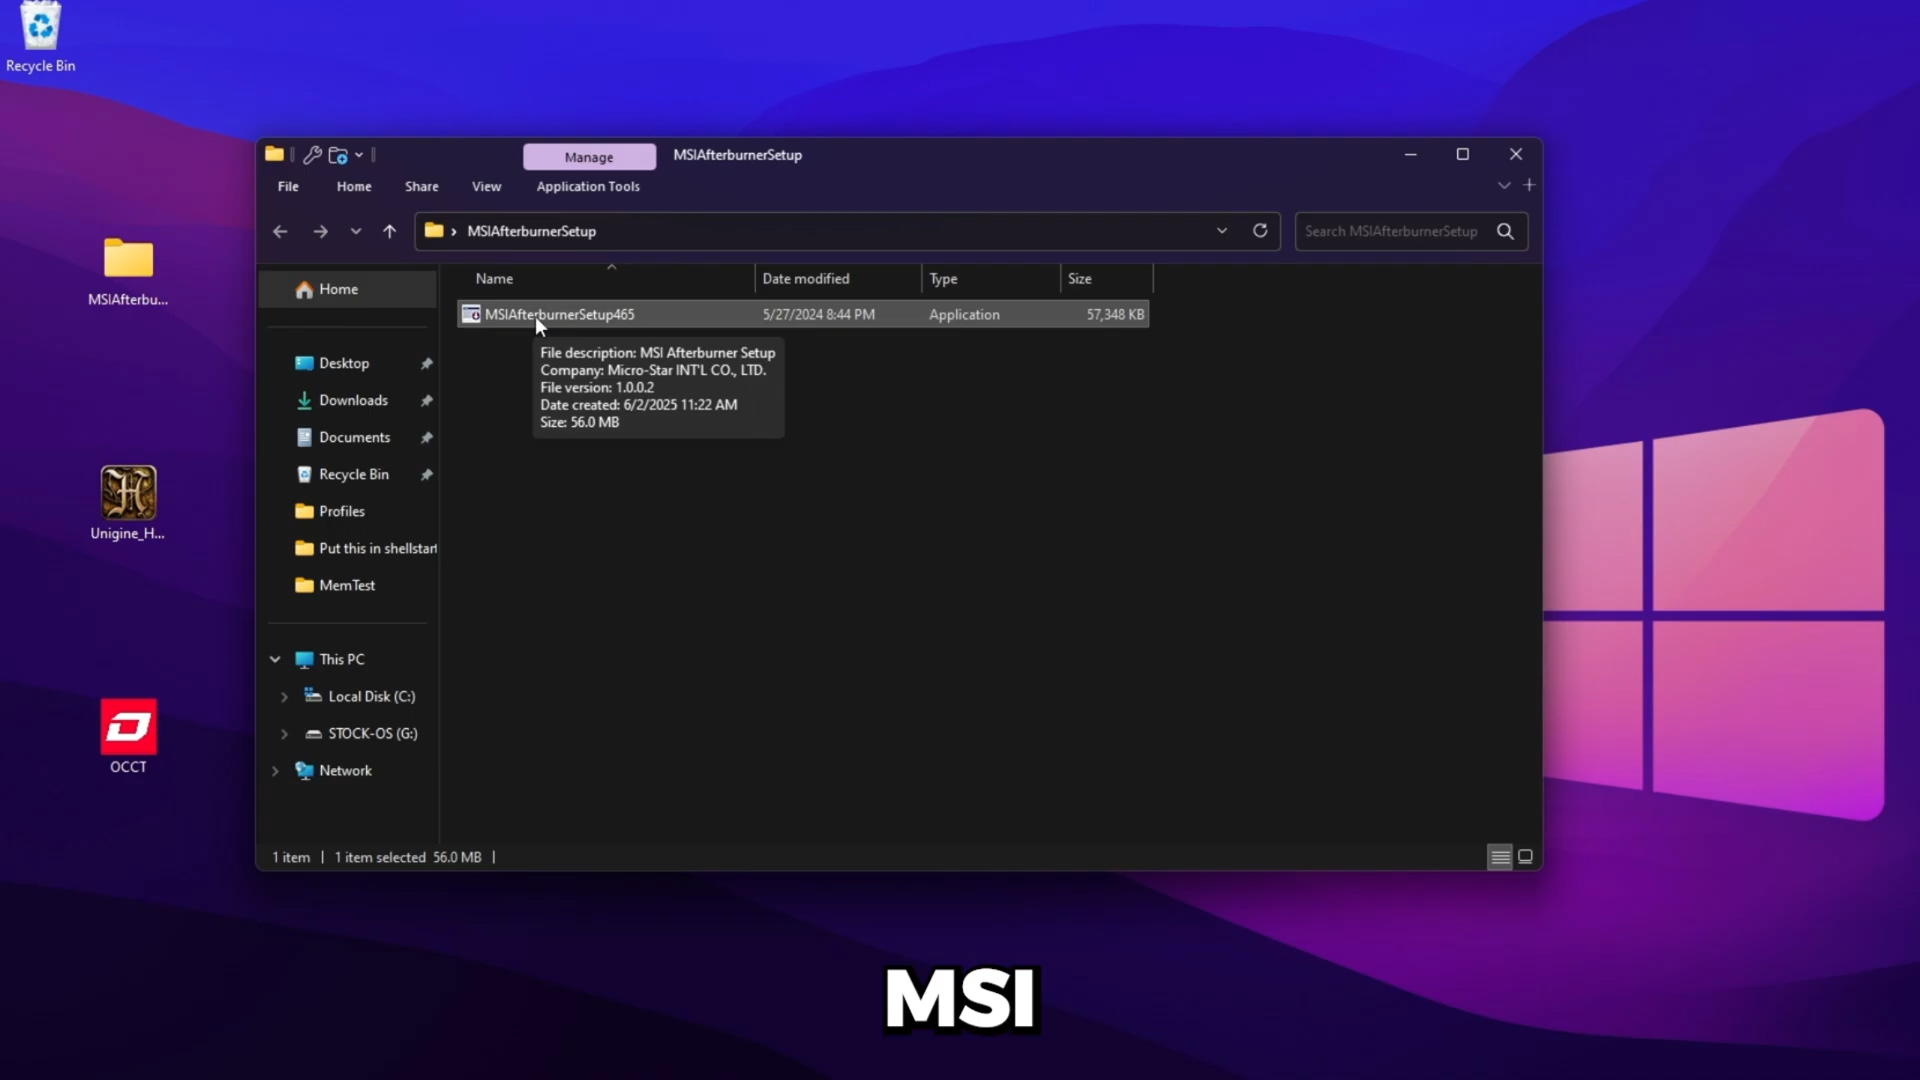 Recycle Bin
MSIAfterbu...
Unigine_H...
OCCT
Manage
MSIAfterburnerSetup
File
Home
Share
View
Application Tools
MSIAfterburnerSetup
Search MSIAfterburnerSetup
Home
Desktop
Downloads
Documents
Recycle Bin
Profiles
Put this in shellstart
MemTest
This PC
Local Disk (C:)
STOCK-OS (G:)
Network
Name
Date modified
Type
Size
MSIAfterburnerSetup465
5/27/2024 8:44 PM
Application
57,348 KB
File description: MSI Afterburner Setup
Company: Micro-Star INT'L CO., LTD.
File version: 1.0.0.2
Date created: 6/2/2025 11:22 AM
Size: 56.0 MB
1 item
1 item selected 56.0 MB
MSI